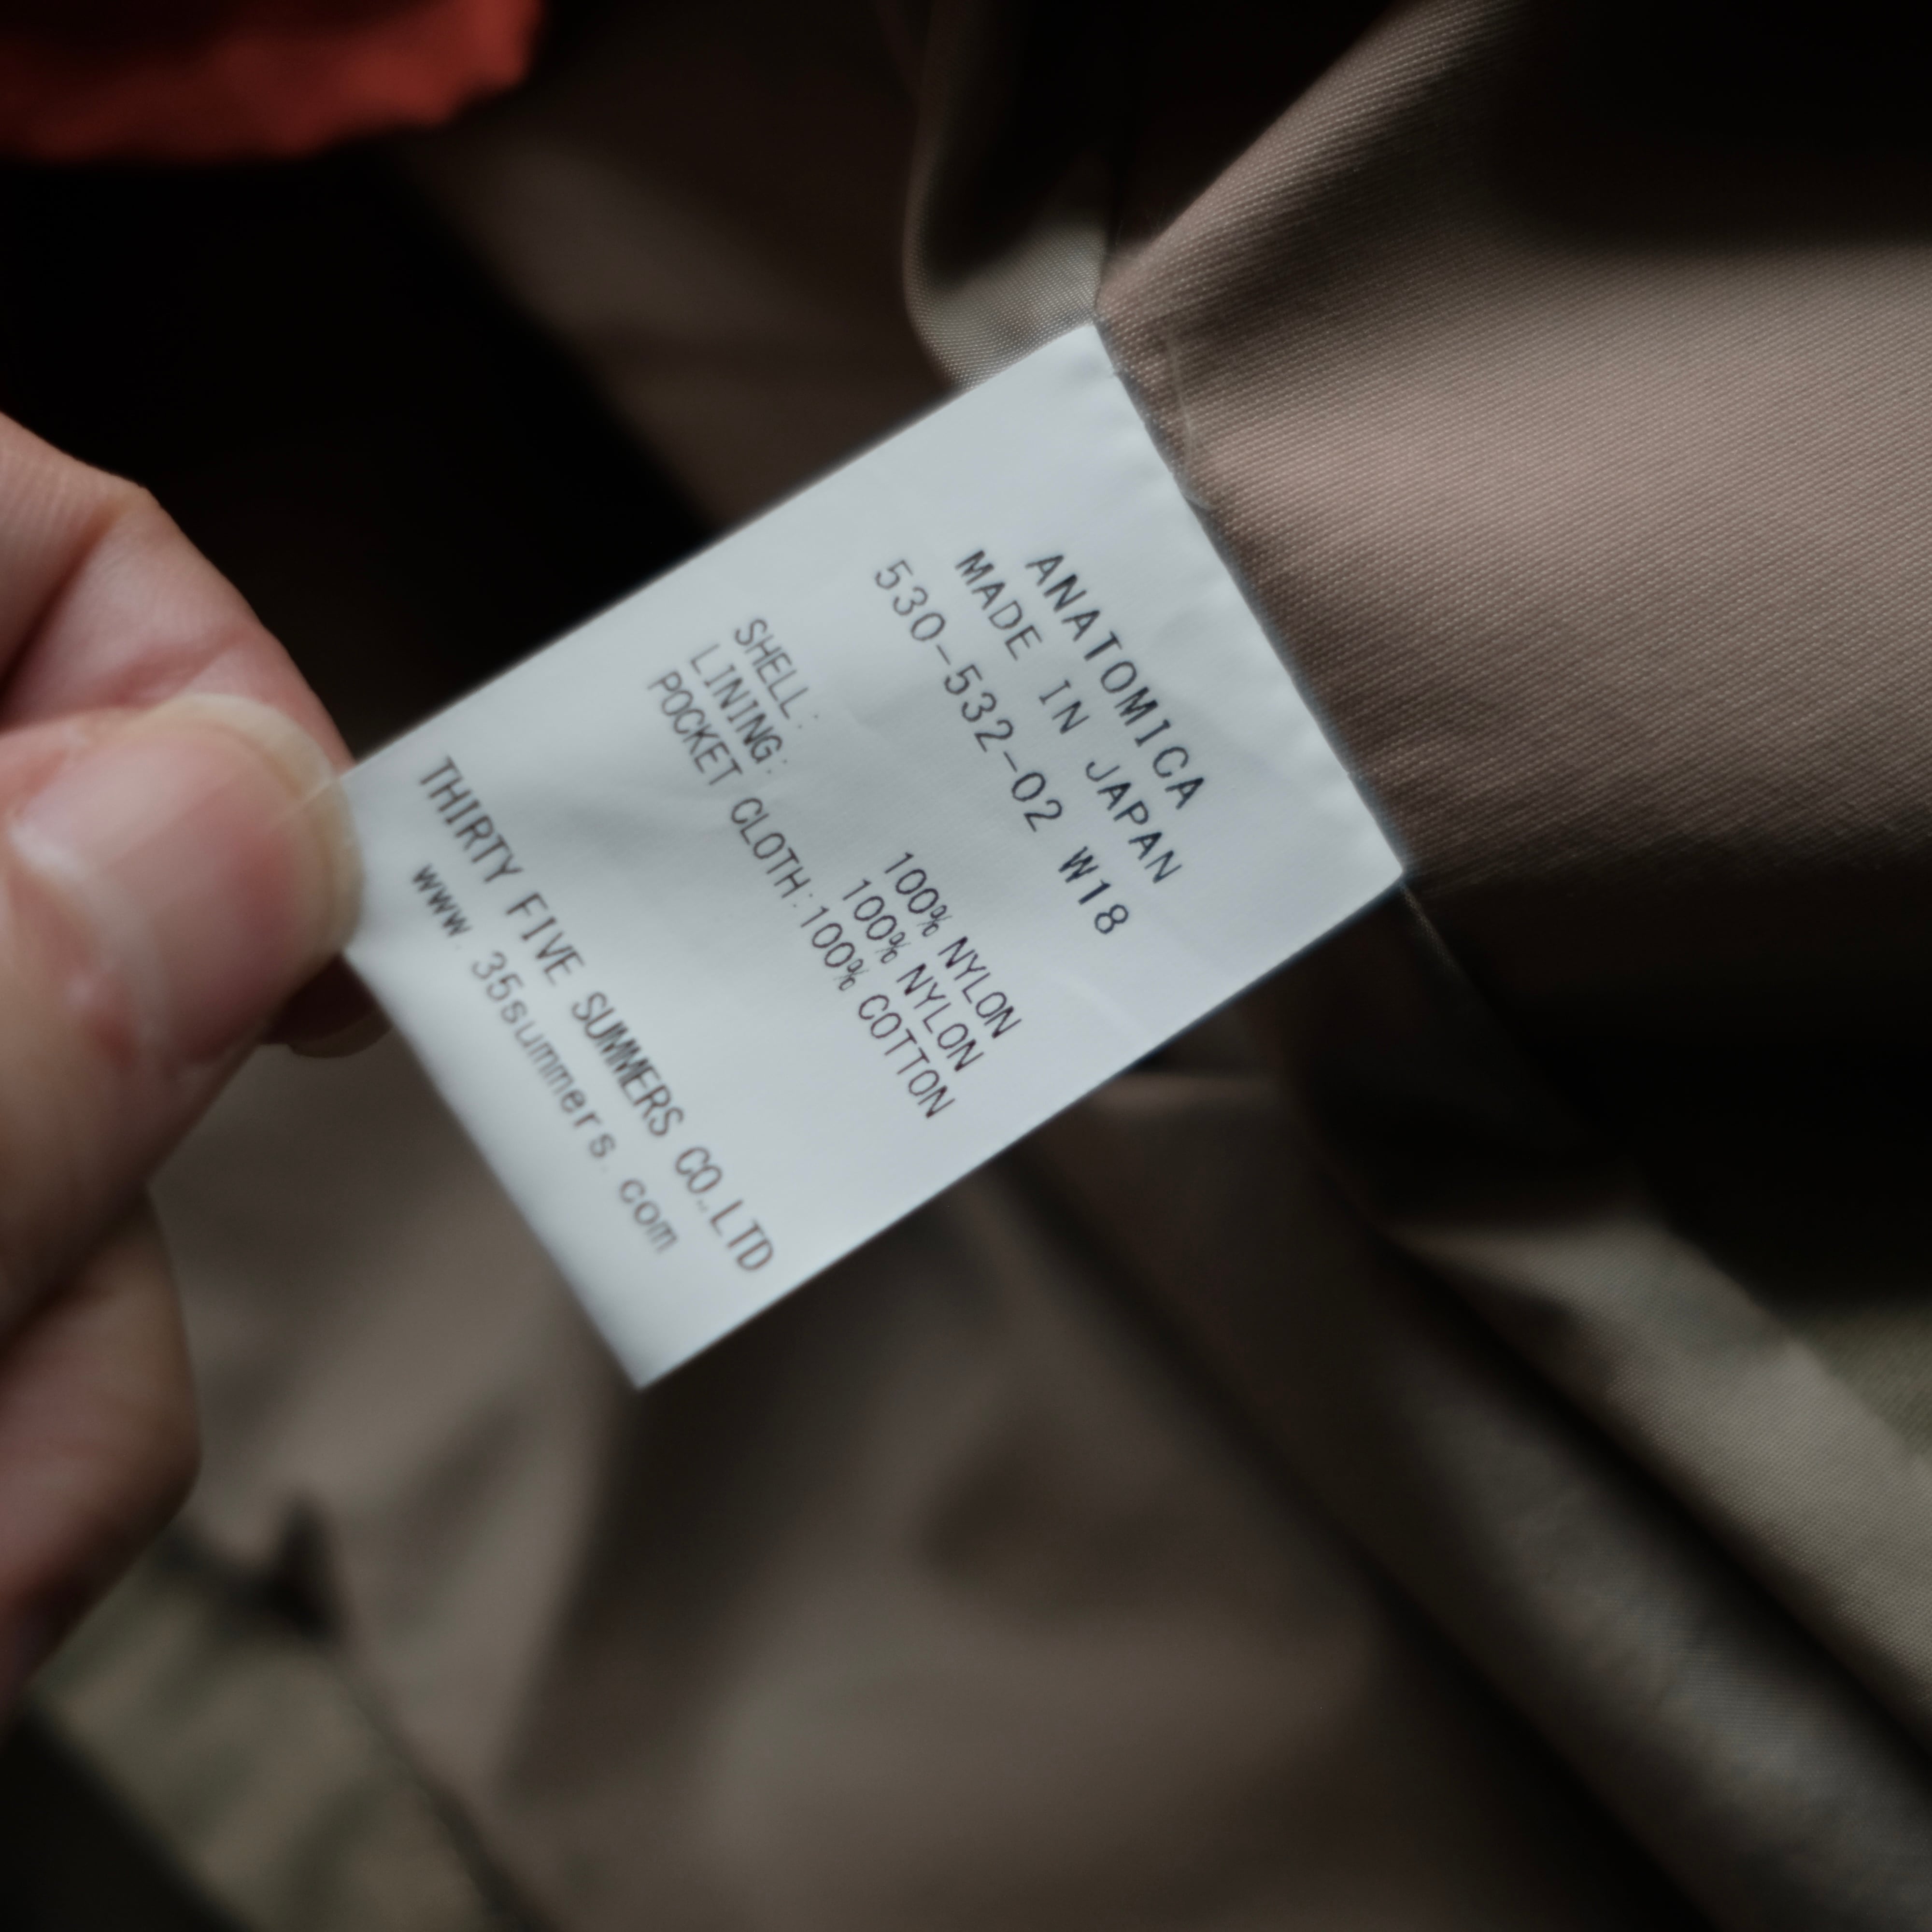 ANATOMICA
MADE IN JAPAN
530-532-02 W18
SHELL: 100% NYLON
LINING: 100% NYLON
POCKET CLOTH:100% COTTON
THIRTY FIVE SUMMERS CO.,LTD
www.35summers.com